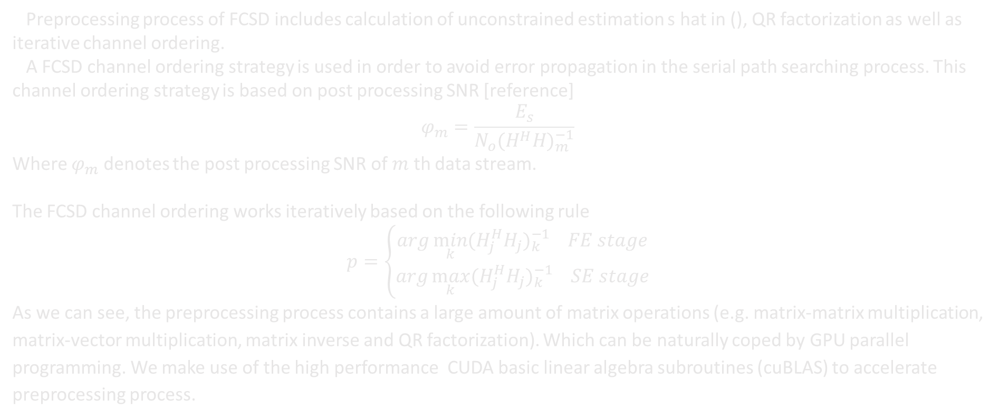 Preprocessing process of FCSD includes calculation of unconstrained estimation s hat in (), QR factorization as well as
iterative channel ordering.
A FCSD channel ordering strategy is used in order to avoid error propagation in the serial path searching process. This
channel ordering strategy is based on post processing SNR [reference]
φ_m = E_s / (N_o (H^H H)_m^{-1})
Where φ_m denotes the post processing SNR of m th data stream.
The FCSD channel ordering works iteratively based on the following rule
p = { arg min_k (H_j^H H_j)_k^{-1} FE stage
arg max_k (H_j^H H_j)_k^{-1} SE stage
As we can see, the preprocessing process contains a large amount of matrix operations (e.g. matrix-matrix multiplication,
matrix-vector multiplication, matrix inverse and QR factorization). Which can be naturally coped by GPU parallel
programming. We make use of the high performance CUDA basic linear algebra subroutines (cuBLAS) to accelerate
preprocessing process.